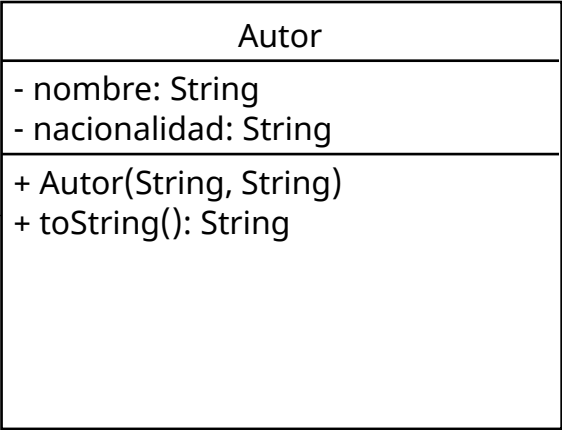 Autor
- nombre: String
- nacionalidad: String
+ Autor(String, String)
+ toString(): String